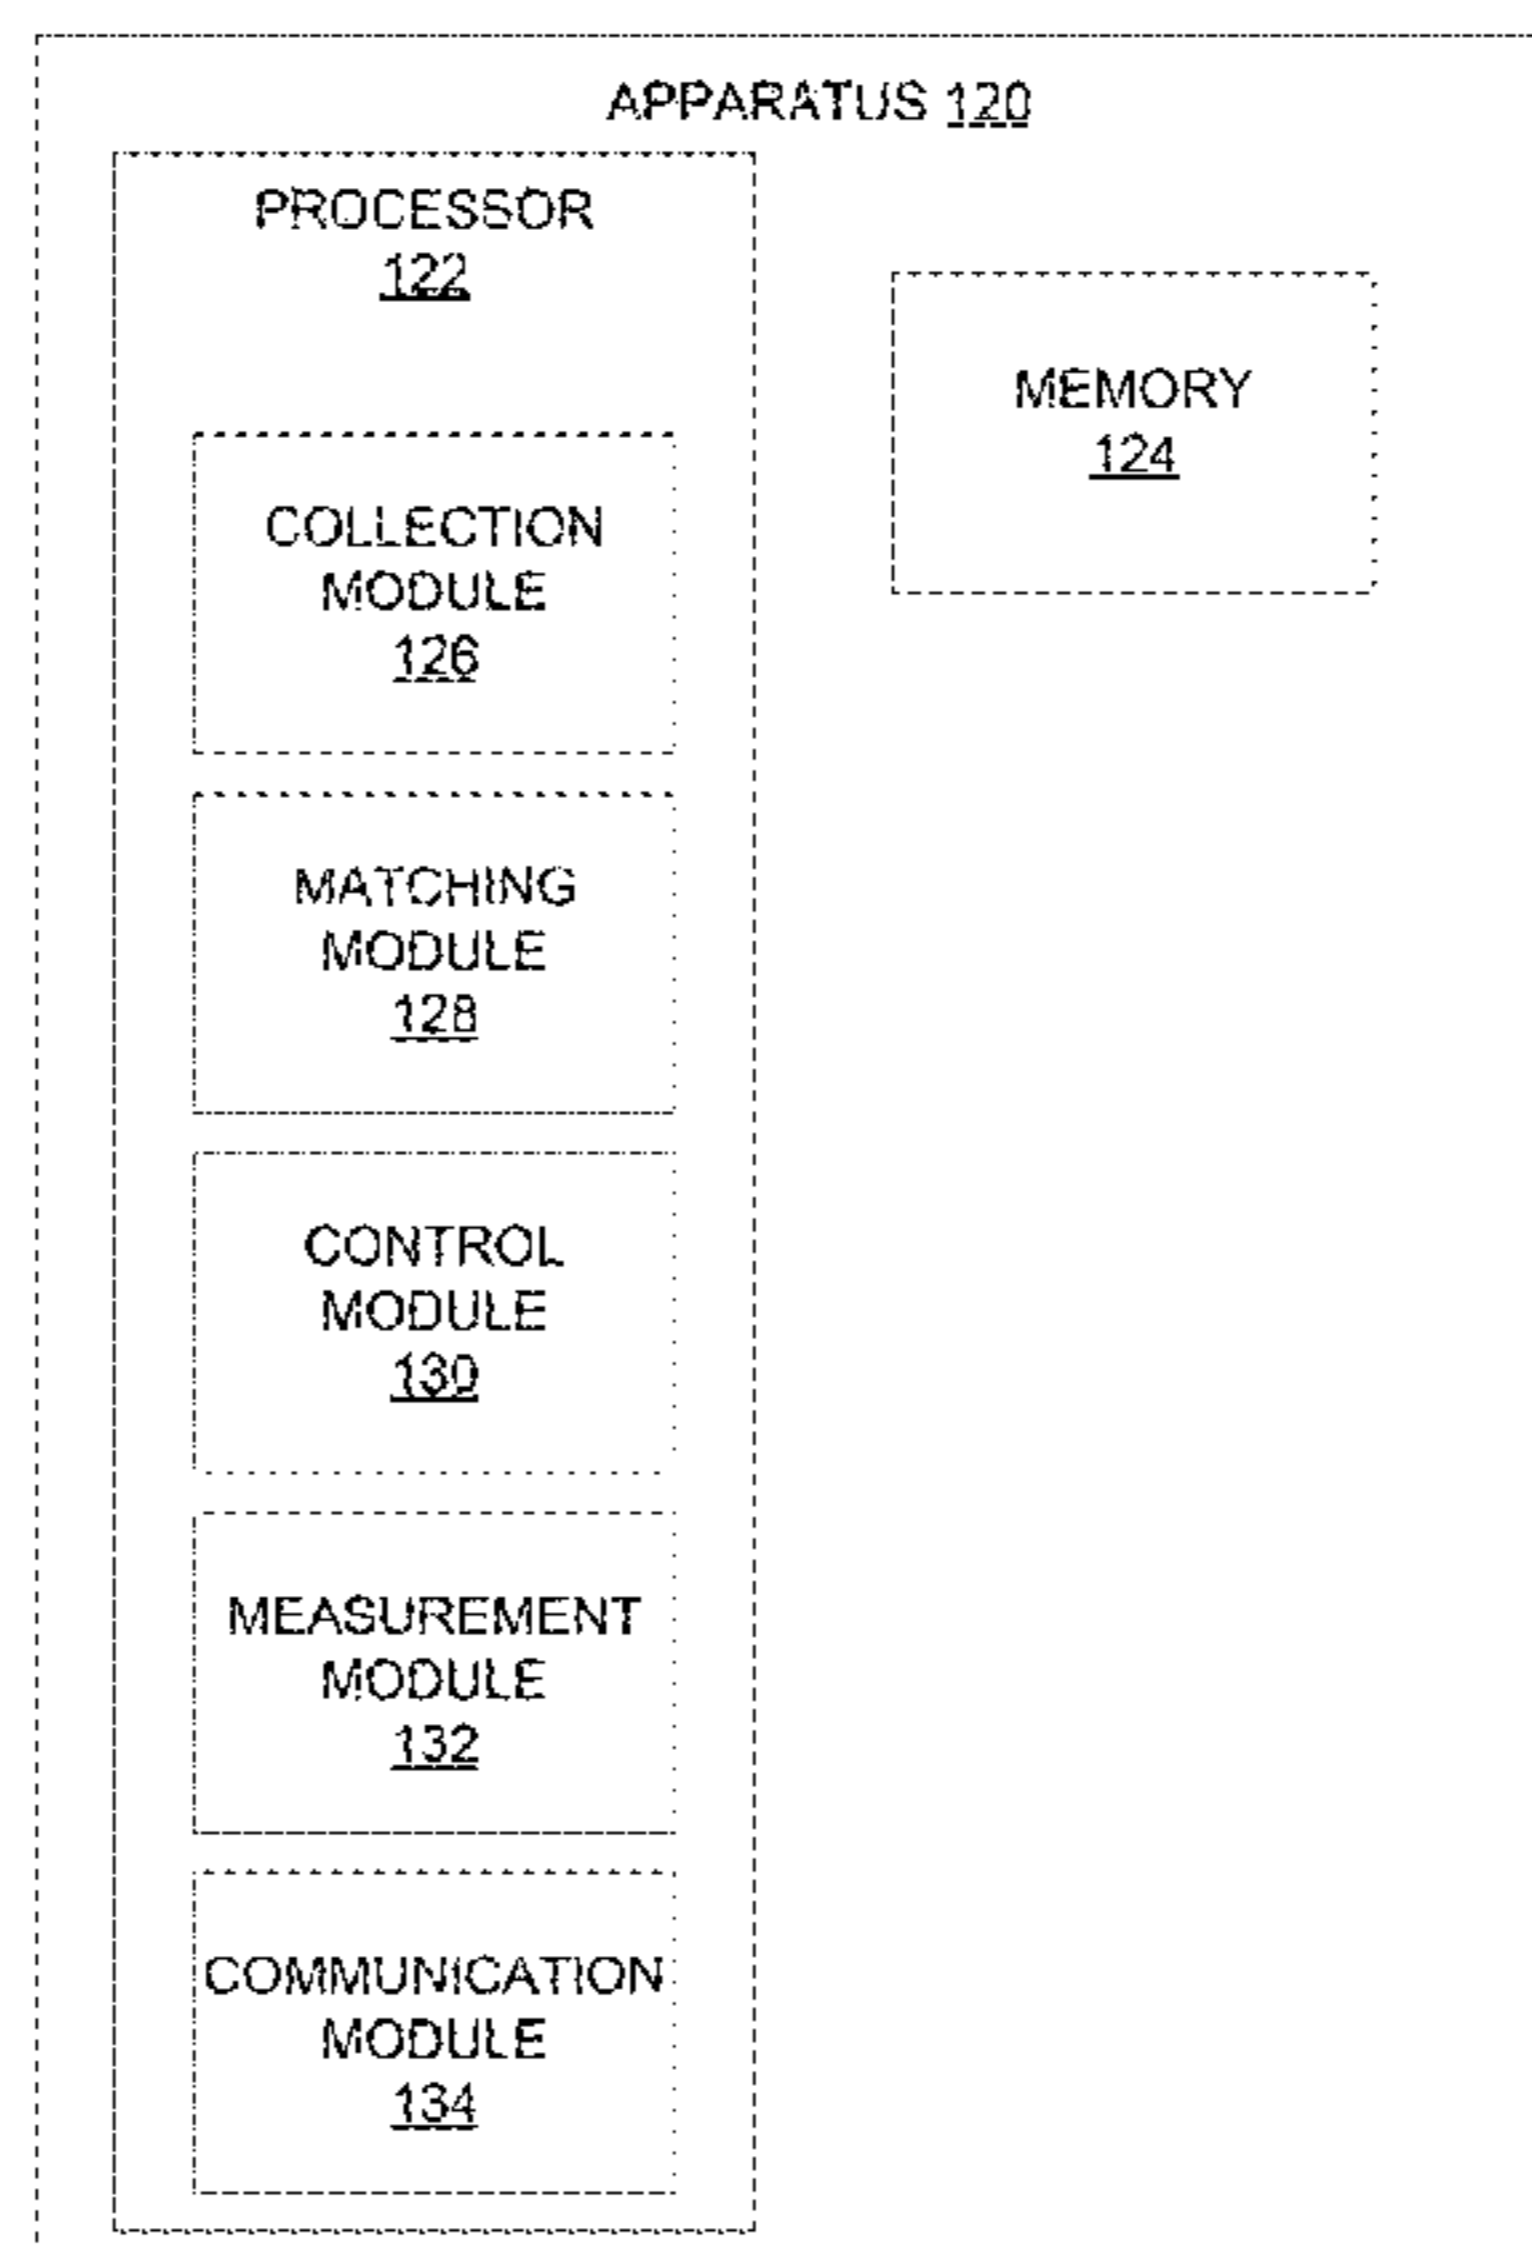 APPARATUS 120
PROCESSOR
122
MEMORY
124
COLLECTION
MODULE
126
MATCHING
MODULE
128
CONTROL
MODULE
130
MEASUREMENT
MODULE
132
COMMUNICATION
MODULE
134